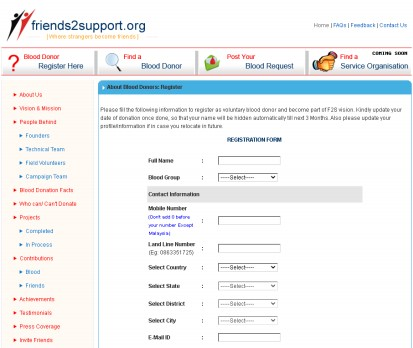 friends2support.org
[Where strangers become friends]
Home | FAQs | Feedback | Contact Us
Blood Donor
Register Here
Find a
Blood Donor
Post Your
Blood Request
COMING SOON
Find a
Service Organisation
About Us
Vision & Mission
People Behind
Founders
Technical Team
Field Volunteers
Campaign Team
Blood Donation Facts
Who can/ Can't Donate
Projects
Completed
In Process
Contributions
Blood
Friends
Achievements
Testimonials
Press Coverage
Invite Friends
About Blood Donors: Register
Please fill the following information to register as voluntary blood donor and become part of F2S vision. Kindly update your
date of donation once done, so that your name will be hidden automatically till next 3 Months. Also please update your
profile/information if in case you relocate in future.
REGISTRATION FORM
Full Name :
Blood Group : ----Select----
Contact Information
Mobile Number :
(Don't add 0 before
your number Except
Malaysia)
Land Line Number :
(Eg: 0863351725)
Select Country : ----Select----
Select State : ----Select----
Select District : ----Select----
Select City : ----Select----
E-Mail ID :